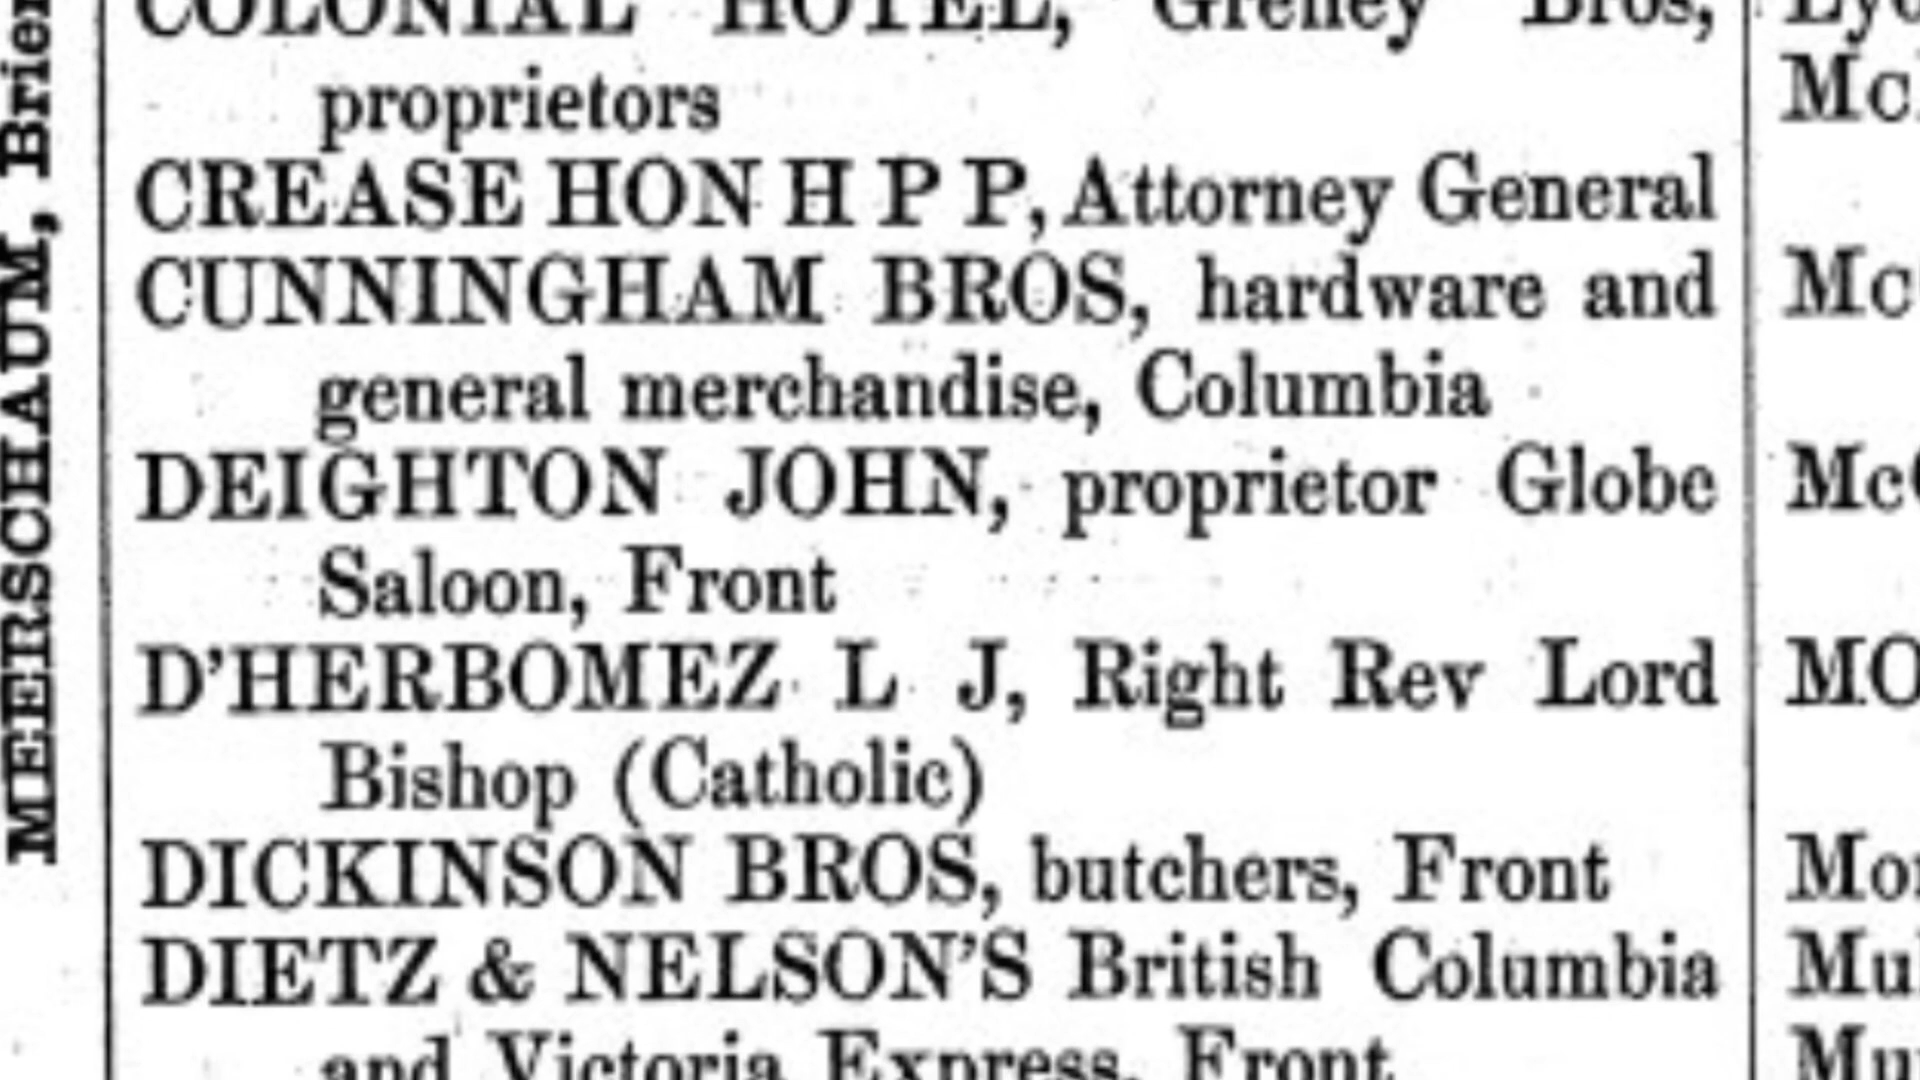 MEERSCHAUM, Brier
COLONIAL HOTEL, Grelley Bros,
proprietors
CREASE HON H P P, Attorney General
CUNNINGHAM BROS, hardware and
general merchandise, Columbia
DEIGHTON JOHN, proprietor Globe
Saloon, Front
D'HERBOMEZ L J, Right Rev Lord
Bishop (Catholic)
DICKINSON BROS, butchers, Front
DIETZ & NELSON'S British Columbia
and Victoria Express, Front